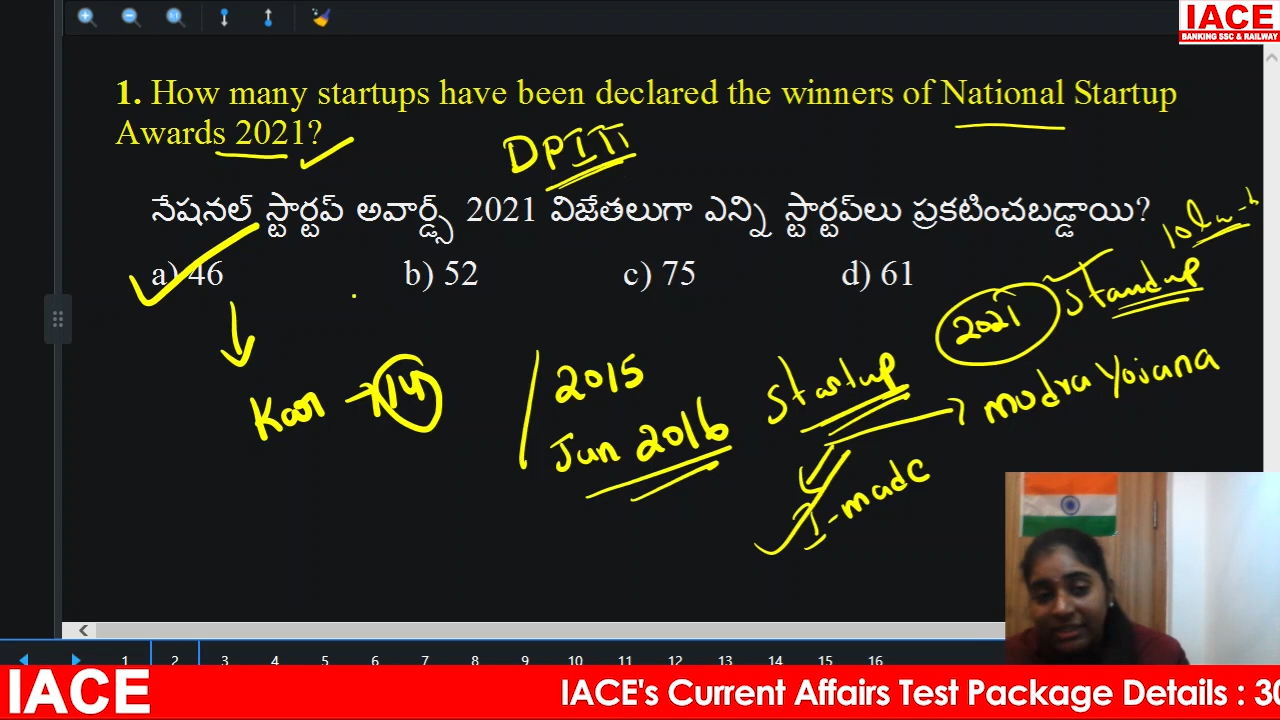 IACE
BANKING SSC & RAILWAY
1. How many startups have been declared the winners of National Startup
Awards 2021?
DPIIT
నేషనల్ స్టార్టప్ అవార్డ్స్ 2021 విజేతలుగా ఎన్ని స్టార్టప్‌లు ప్రకటించబడ్డాయి?
a) 46 b) 52 c) 75 d) 61
2021 Standup
Kar → 14
2015
Jun 2016
Startup
Mudra Yojana
I-made
1 2 3 4 5 6 7 8 9 10 11 12 13 14 15 16
IACE
IACE's Current Affairs Test Package Details : 30